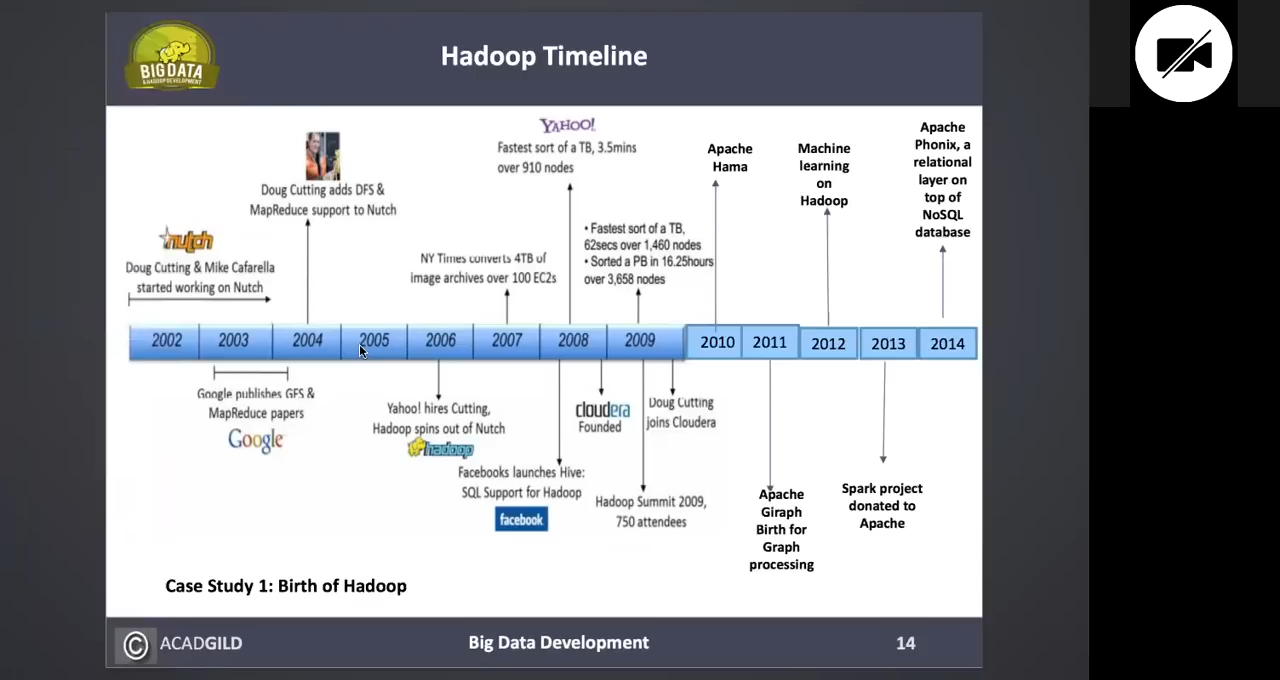 Hadoop Timeline
BIG DATA
& HADOOP DEVELOPMENT
nutch
Doug Cutting & Mike Cafarella
started working on Nutch
Doug Cutting adds DFS &
MapReduce support to Nutch
NY Times converts 4TB of
image archives over 100 EC2s
YAHOO!
Fastest sort of a TB, 3.5mins
over 910 nodes
• Fastest sort of a TB,
62secs over 1,460 nodes
• Sorted a PB in 16.25hours
over 3,658 nodes
Apache
Hama
Machine
learning
on
Hadoop
Apache
Phonix, a
relational
layer on
top of
NoSQL
database
2002 2003 2004 2005 2006 2007 2008 2009 2010 2011 2012 2013 2014
Google publishes GFS &
MapReduce papers
Google
Yahoo! hires Cutting,
Hadoop spins out of Nutch
hadoop
Facebooks launches Hive:
SQL Support for Hadoop
facebook
cloudera
Founded
Hadoop Summit 2009,
750 attendees
Doug Cutting
joins Cloudera
Apache
Giraph
Birth for
Graph
processing
Spark project
donated to
Apache
Case Study 1: Birth of Hadoop
© ACADGILD
Big Data Development
14